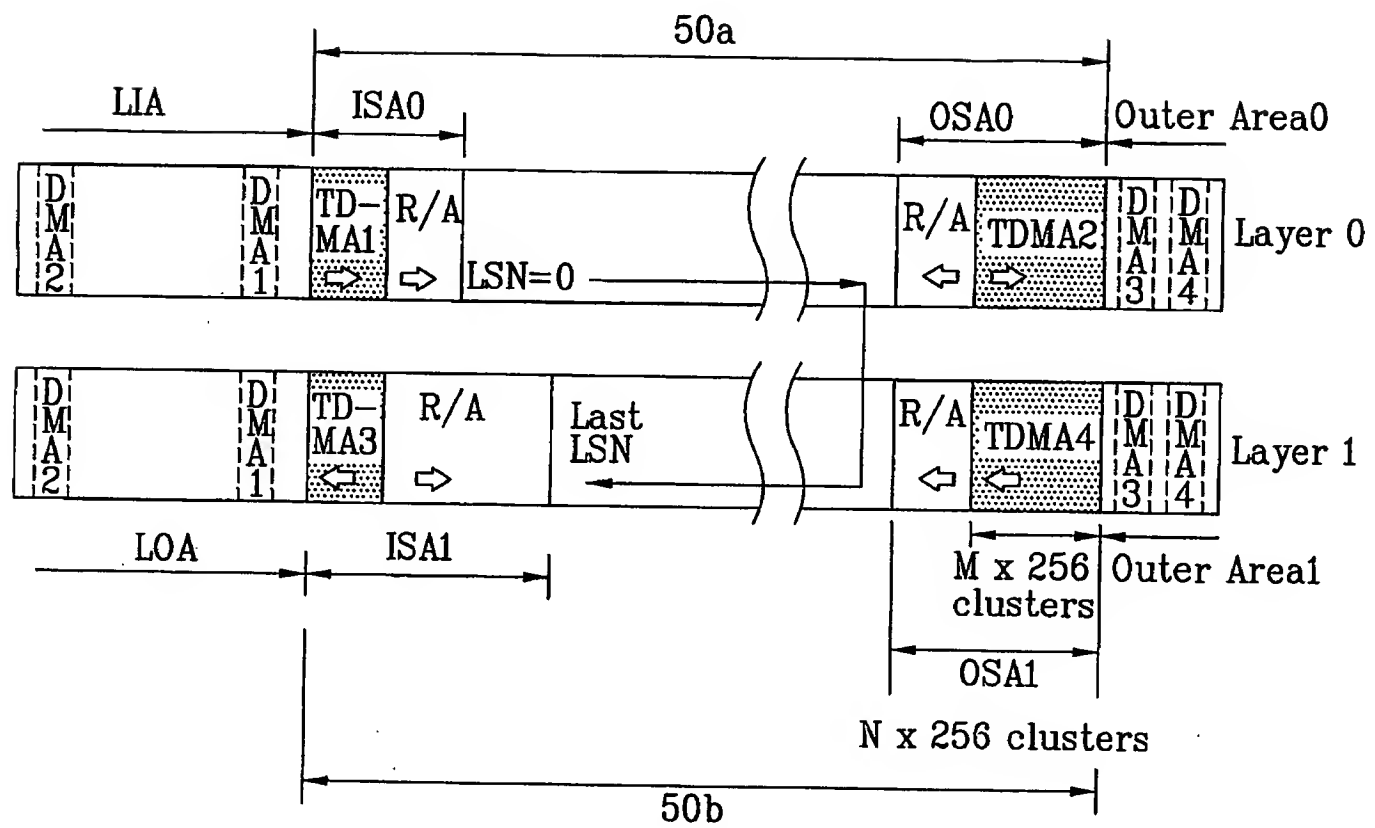 50a
LIA
ISA0
OSA0
Outer Area0
DMA2
DMA1
TD-
MA1
R/A
LSN=0
R/A
TDMA2
DMA3
DMA4
Layer 0
DMA2
DMA1
TD-
MA3
R/A
Last
LSN
R/A
TDMA4
DMA3
DMA4
Layer 1
LOA
ISA1
M x 256
clusters
Outer Area1
OSA1
N x 256 clusters
50b